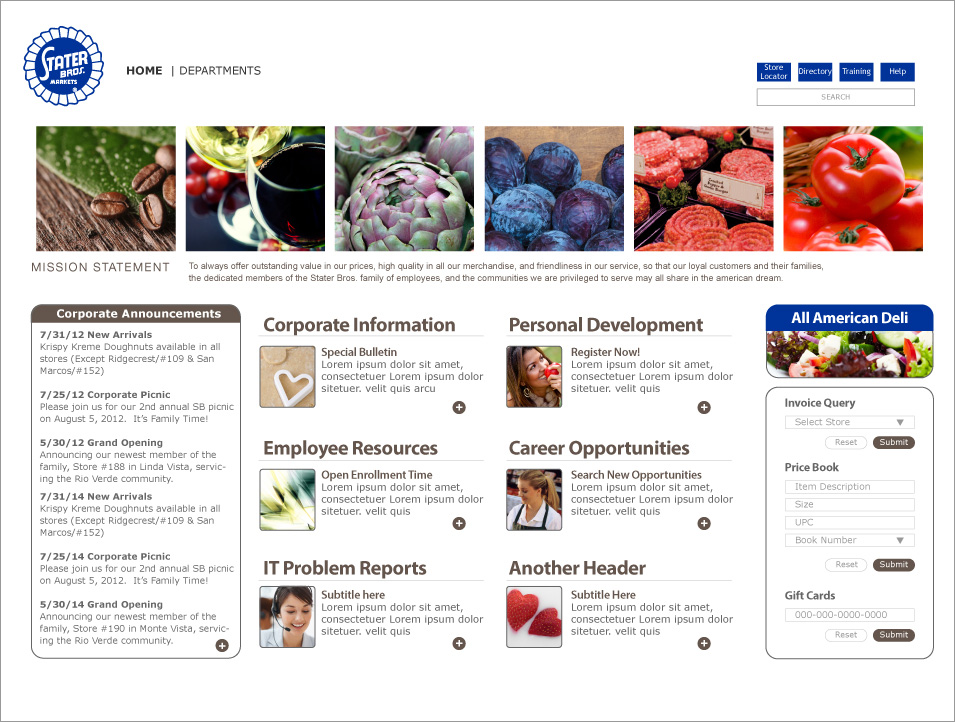 STATER
BROS.
MARKETS
HOME | DEPARTMENTS
Store
Locator
Directory
Training
Help
SEARCH
MISSION STATEMENT
To always offer outstanding value in our prices, high quality in all our merchandise, and friendliness in our service, so that our loyal customers and their families,
the dedicated members of the Stater Bros. family of employees, and the communities we are privileged to serve may all share in the american dream.
Corporate Announcements
7/31/12 New Arrivals
Krispy Kreme Doughnuts available in all
stores (Except Ridgecrest/#109 & San
Marcos/#152)
7/25/12 Corporate Picnic
Please join us for our 2nd annual SB picnic
on August 5, 2012. It's Family Time!
5/30/12 Grand Opening
Announcing our newest member of the
family, Store #188 in Linda Vista, servic-
ing the Rio Verde community.
7/31/14 New Arrivals
Krispy Kreme Doughnuts available in all
stores (Except Ridgecrest/#109 & San
Marcos/#152)
7/25/14 Corporate Picnic
Please join us for our 2nd annual SB picnic
on August 5, 2012. It's Family Time!
5/30/14 Grand Opening
Announcing our newest member of the
family, Store #190 in Monte Vista, servic-
ing the Rio Verde community.
Corporate Information
Special Bulletin
Lorem ipsum dolor sit amet,
consectetuer Lorem ipsum dolor
sitetuer. velit quis arcu
Personal Development
Register Now!
Lorem ipsum dolor sit amet,
consectetuer Lorem ipsum dolor
sitetuer. velit quis
Employee Resources
Open Enrollment Time
Lorem ipsum dolor sit amet,
consectetuer Lorem ipsum dolor
sitetuer. velit quis
Career Opportunities
Search New Opportunities
Lorem ipsum dolor sit amet,
consectetuer Lorem ipsum dolor
sitetuer. velit quis
IT Problem Reports
Subtitle here
Lorem ipsum dolor sit amet,
consectetuer Lorem ipsum dolor
sitetuer. velit quis
Another Header
Subtitle Here
Lorem ipsum dolor sit amet,
consectetuer Lorem ipsum dolor
sitetuer. velit quis
All American Deli
Invoice Query
Select Store
Reset Submit
Price Book
Item Description
Size
UPC
Book Number
Reset Submit
Gift Cards
000-000-0000-0000
Reset Submit